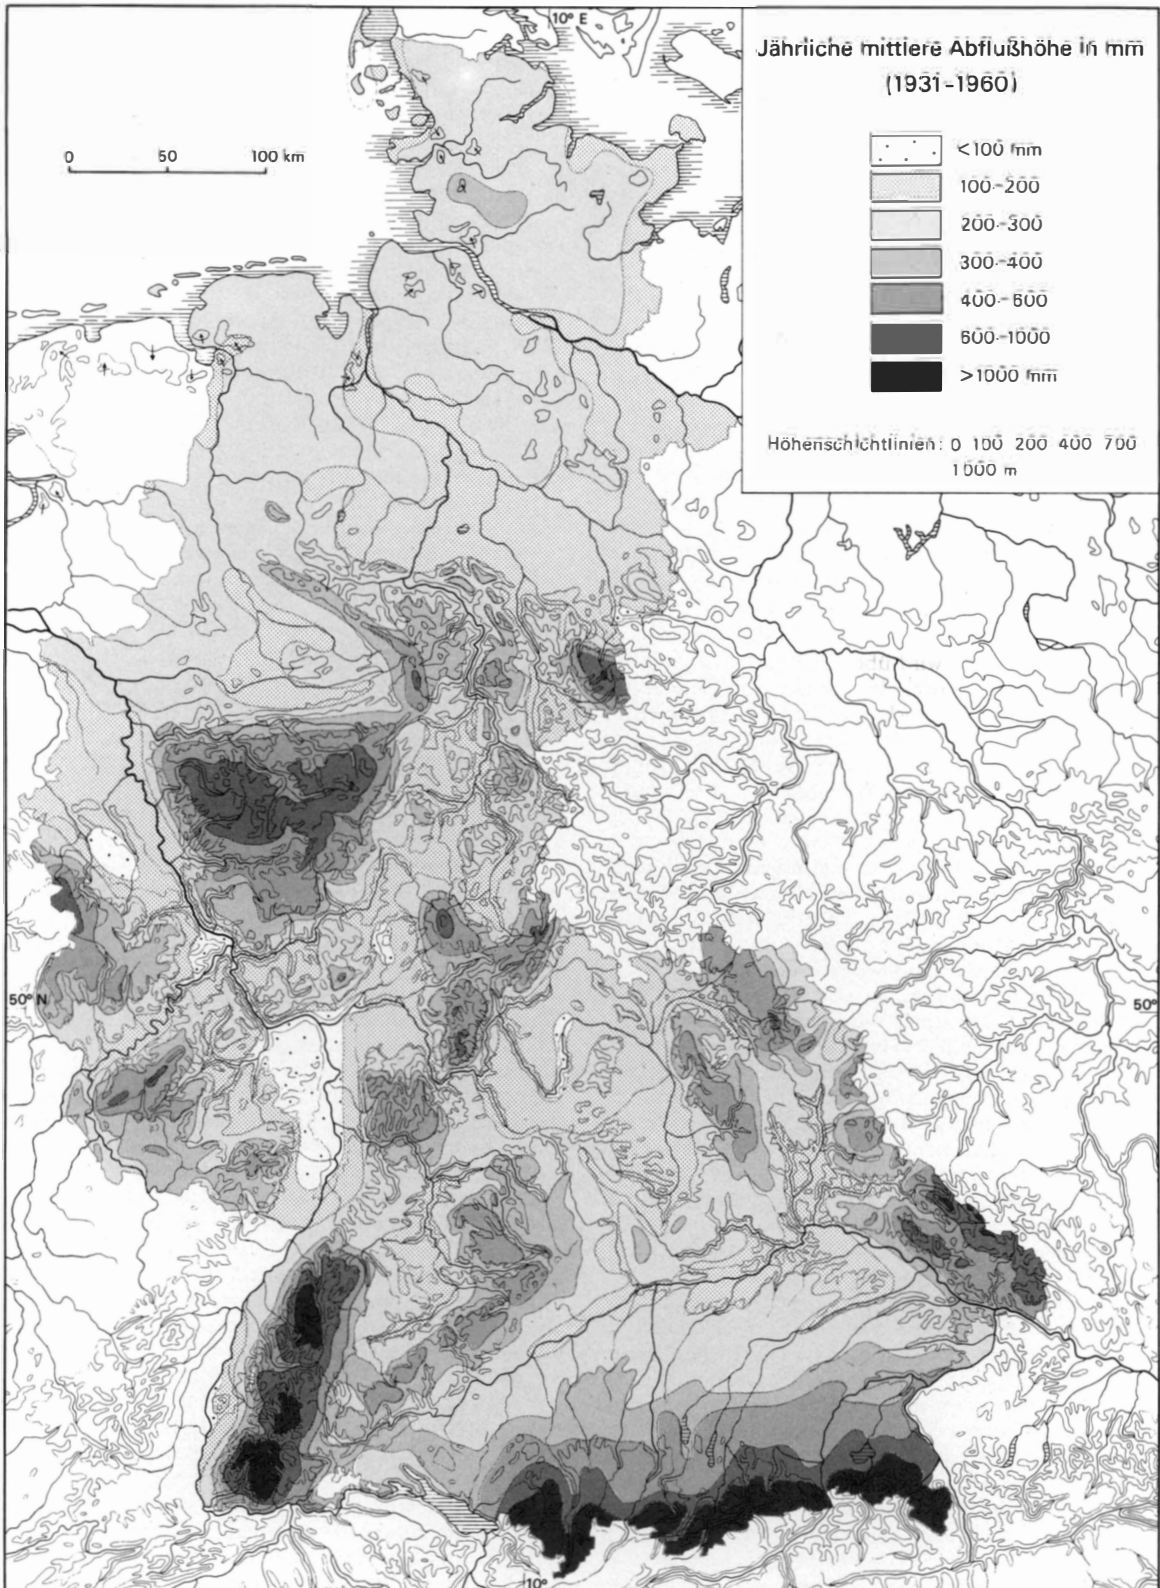 10° E
Jährliche mittlere Abflußhöhe in mm
(1931-1960)
0 50 100 km
<100 mm
100-200
200-300
300-400
400-600
600-1000
>1000 mm
Höhenschichtlinien: 0 100 200 400 700
1000 m
50° N
50°
10°